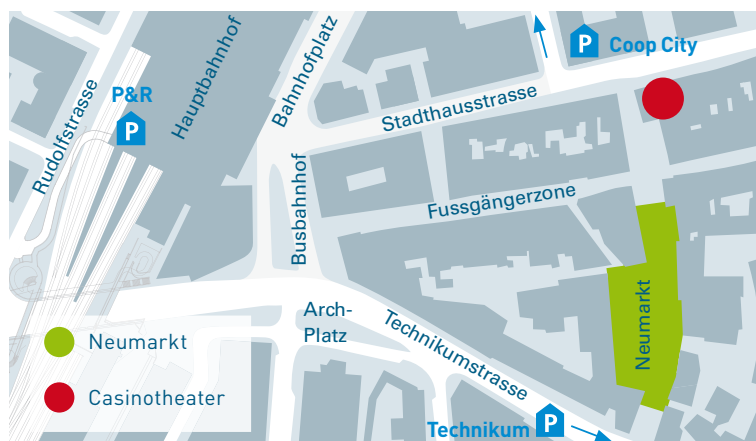 P
Coop City
P&R
P
Rudolfstrasse
Hauptbahnhof
Bahnhofplatz
Stadthausstrasse
Busbahnhof
Fussgängerzone
Neumarkt
Arch-
Platz
Technikumstrasse
Neumarkt
Casinotheater
Technikum P